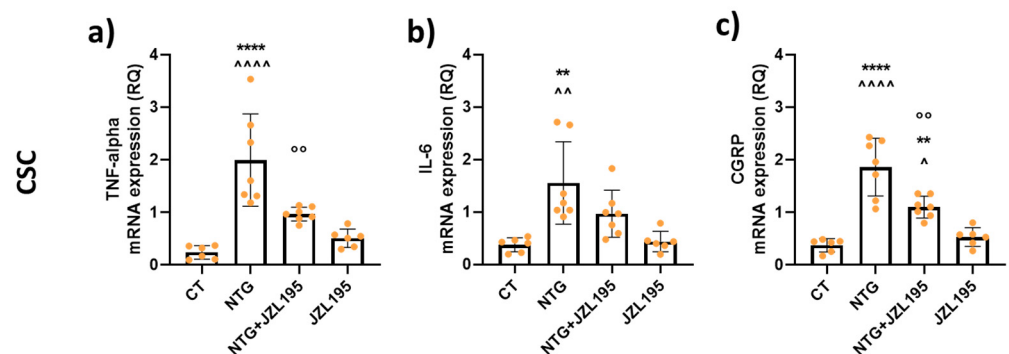 CSC
a)
TNF-alpha
mRNA expression (RQ)
4
3
2
1
0
****
^^^^
°°
CT
NTG
NTG+JZL195
JZL195
b)
IL-6
mRNA expression (RQ)
4
3
2
1
0
**
^^
CT
NTG
NTG+JZL195
JZL195
c)
CGRP
mRNA expression (RQ)
4
3
2
1
0
****
^^^^
°°
**
^
CT
NTG
NTG+JZL195
JZL195